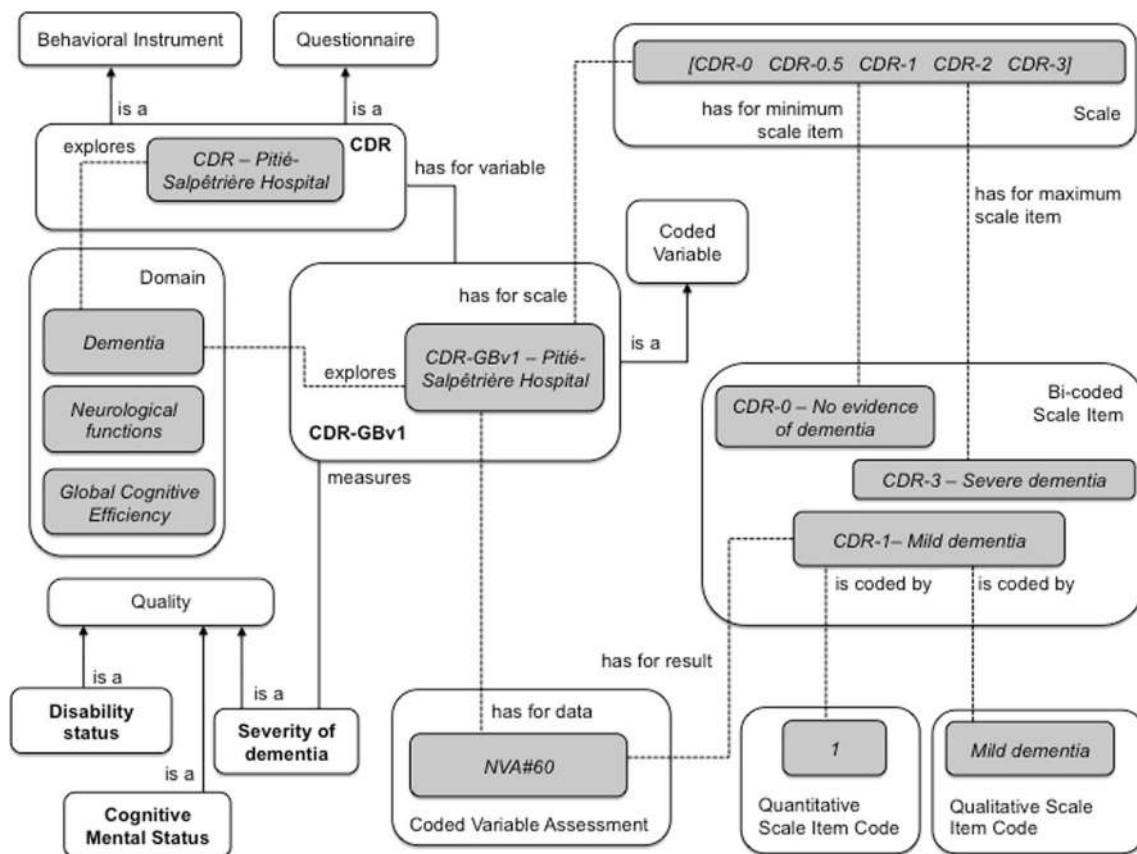 Behavioral Instrument
Questionnaire
is a
is a
explores
CDR
CDR – Pitié-
Salpêtrière Hospital
has for variable
[CDR-0 CDR-0.5 CDR-1 CDR-2 CDR-3]
Scale
has for minimum
scale item
has for maximum
scale item
Coded
Variable
is a
Domain
Dementia
Neurological
functions
Global Cognitive
Efficiency
has for scale
CDR-GBv1 – Pitié-
Salpêtrière Hospital
explores
CDR-GBv1
measures
Bi-coded
Scale Item
CDR-0 – No evidence
of dementia
CDR-3 – Severe dementia
CDR-1– Mild dementia
is coded by
is coded by
Quality
is a
is a
is a
Disability
status
Severity of
dementia
Cognitive
Mental Status
has for result
has for data
NVA#60
Coded Variable Assessment
1
Quantitative
Scale Item Code
Mild dementia
Qualitative Scale
Item Code